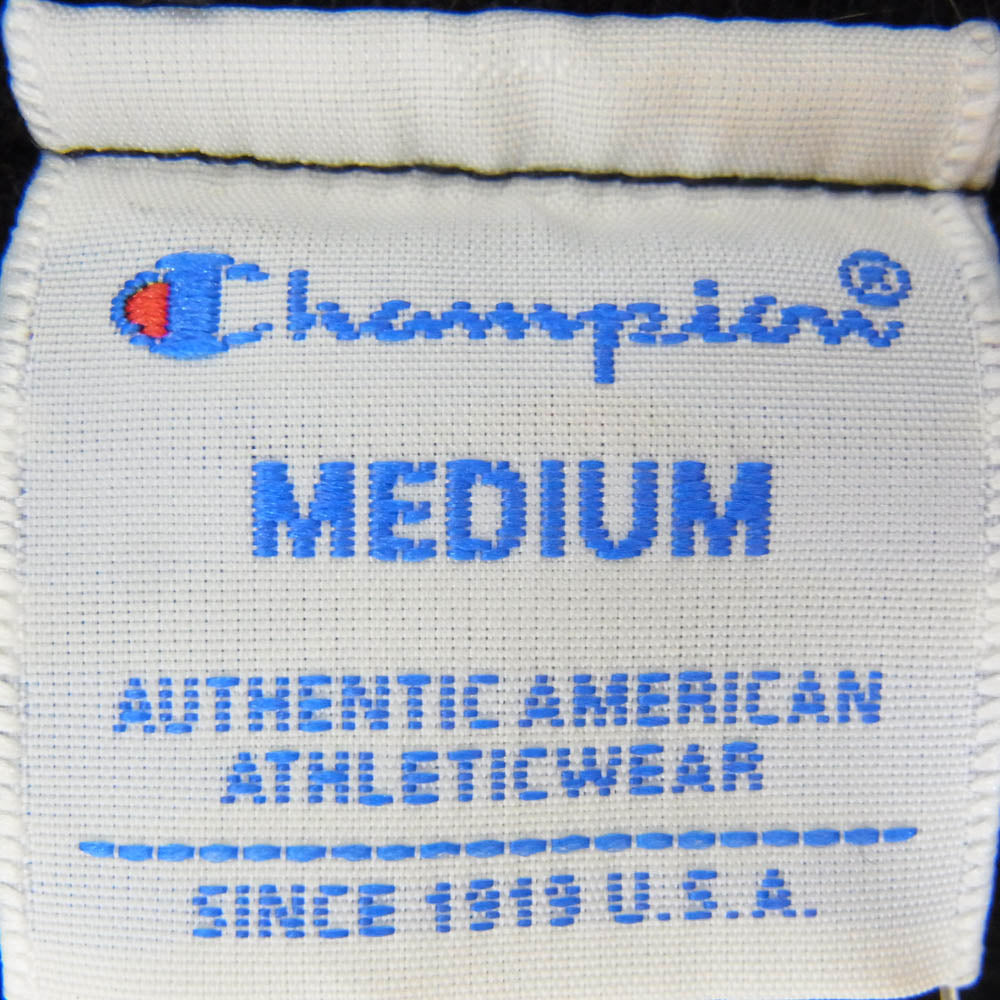 Champion®
MEDIUM
AUTHENTIC AMERICAN
ATHLETICWEAR
SINCE 1919 U.S.A.